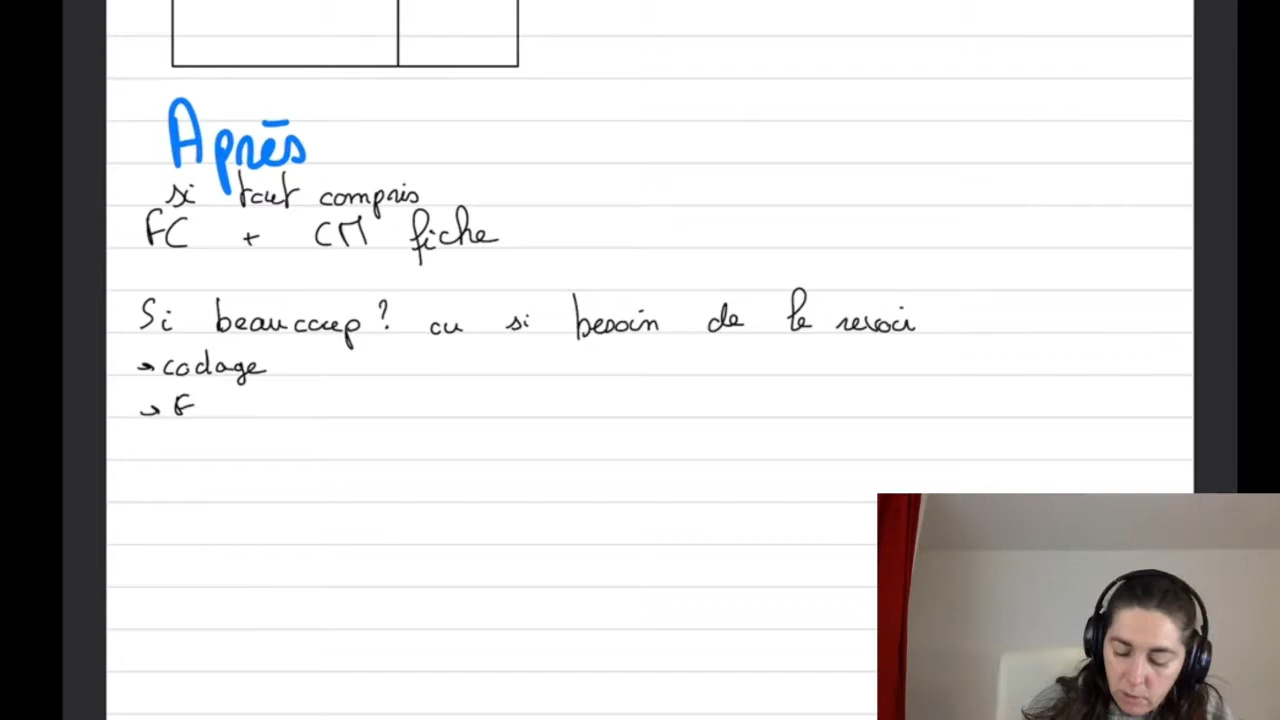 Après
si tout compris
FC + CM fiche
Si beaucoup ? ou si besoin de le revoir
→ codage
→ F